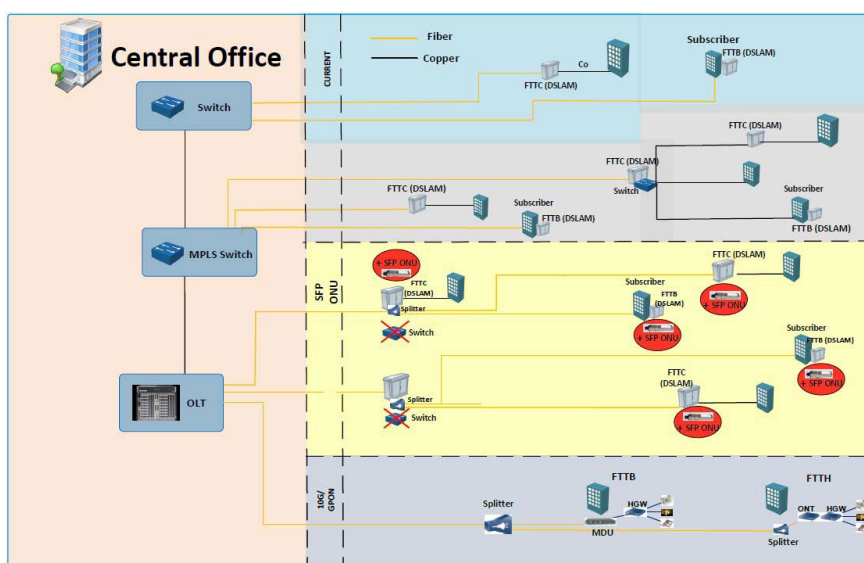 Central Office
Switch
MPLS Switch
OLT
CURRENT
Fiber
Copper
Co
FTTC (DSLAM)
Subscriber
FTTB (DSLAM)
FTTC (DSLAM)
FTTC (DSLAM)
Switch
FTTC (DSLAM)
Subscriber
FTTB (DSLAM)
Subscriber
FTTB (DSLAM)
SFP
ONU
+ SFP ONU
FTTC
(DSLAM)
Splitter
Switch
FTTC (DSLAM)
+ SFP ONU
Subscriber
FTTB
(DSLAM)
+ SFP ONU
Subscriber
FTTB (DSLAM)
+ SFP ONU
Splitter
Switch
FTTC
(DSLAM)
+ SFP ONU
10G/
GPON
FTTB
FTTH
Splitter
HGW
MDU
ONT
HGW
Splitter